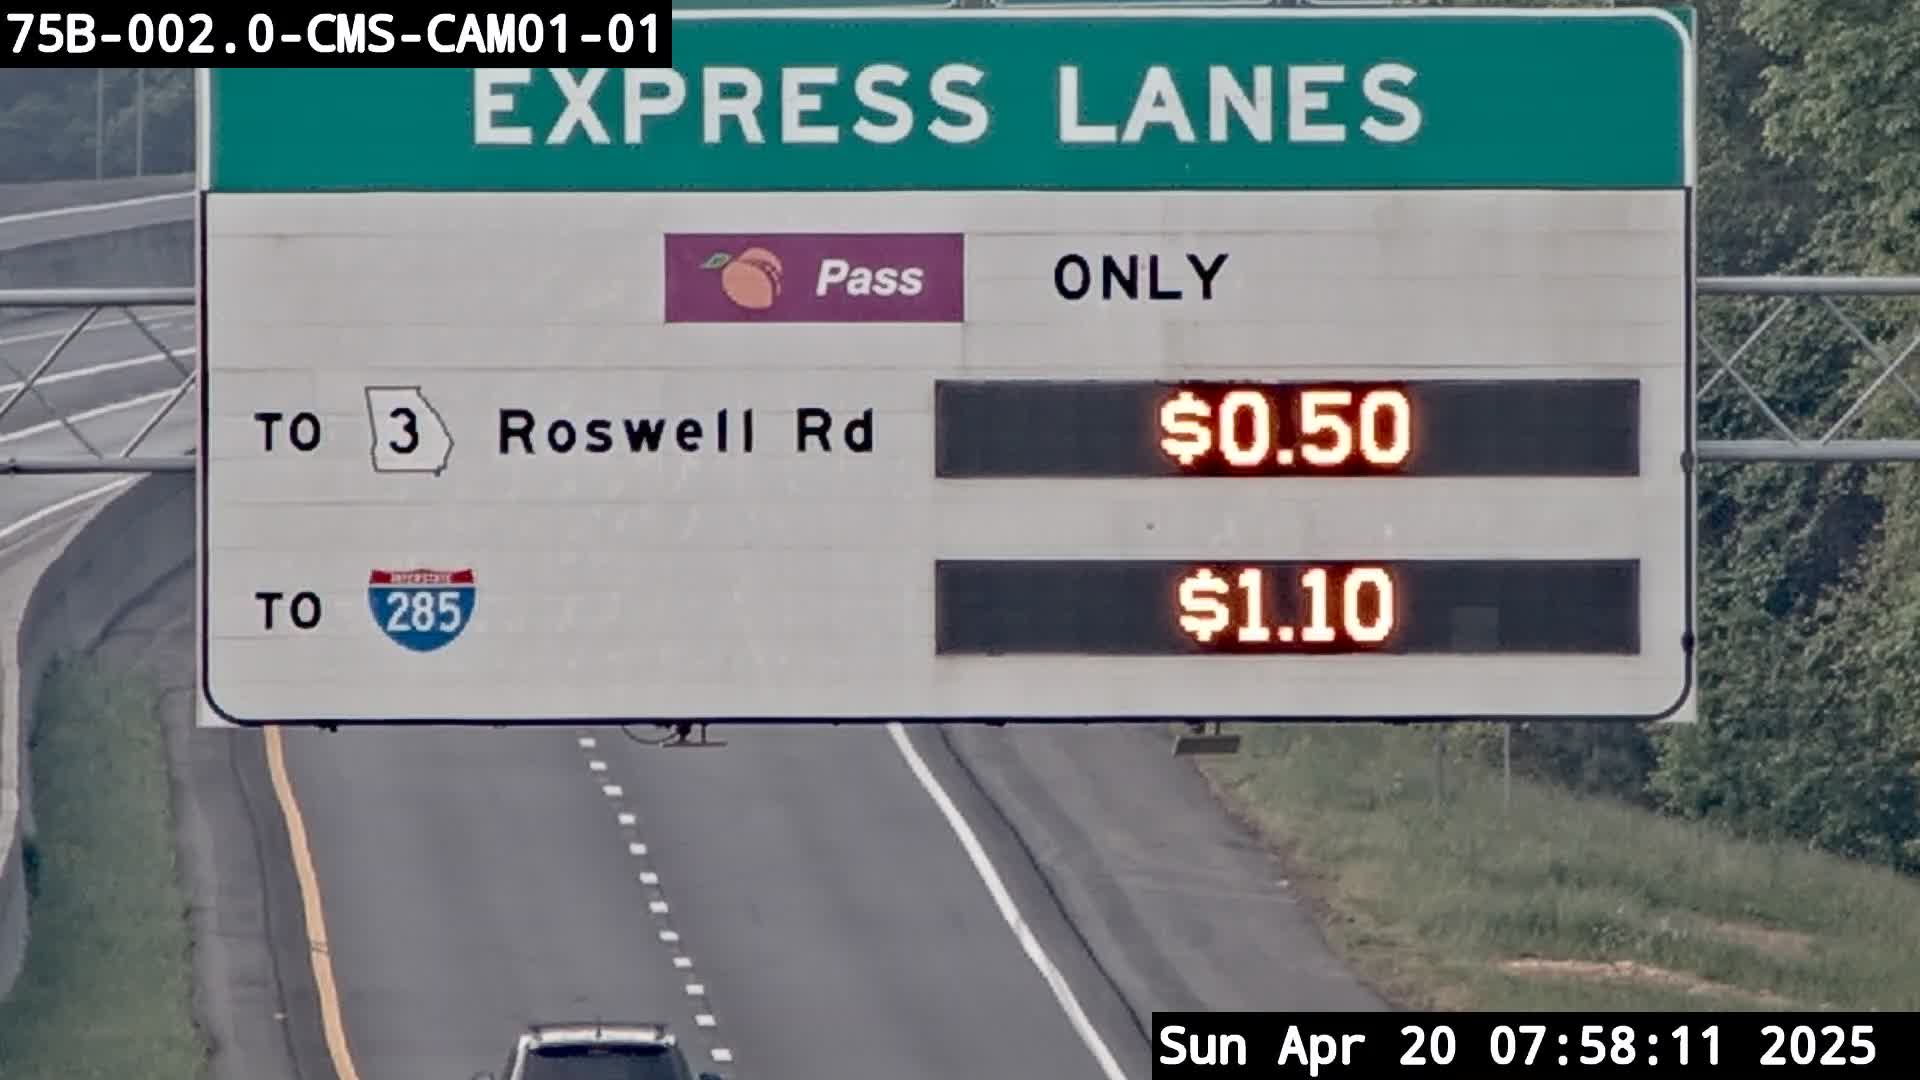 75B-002.0-CMS-CAM01-01
EXPRESS LANES
Pass ONLY
TO 3 Roswell Rd $0.50
INTERSTATE
TO 285 $1.10
Sun Apr 20 07:58:11 2025